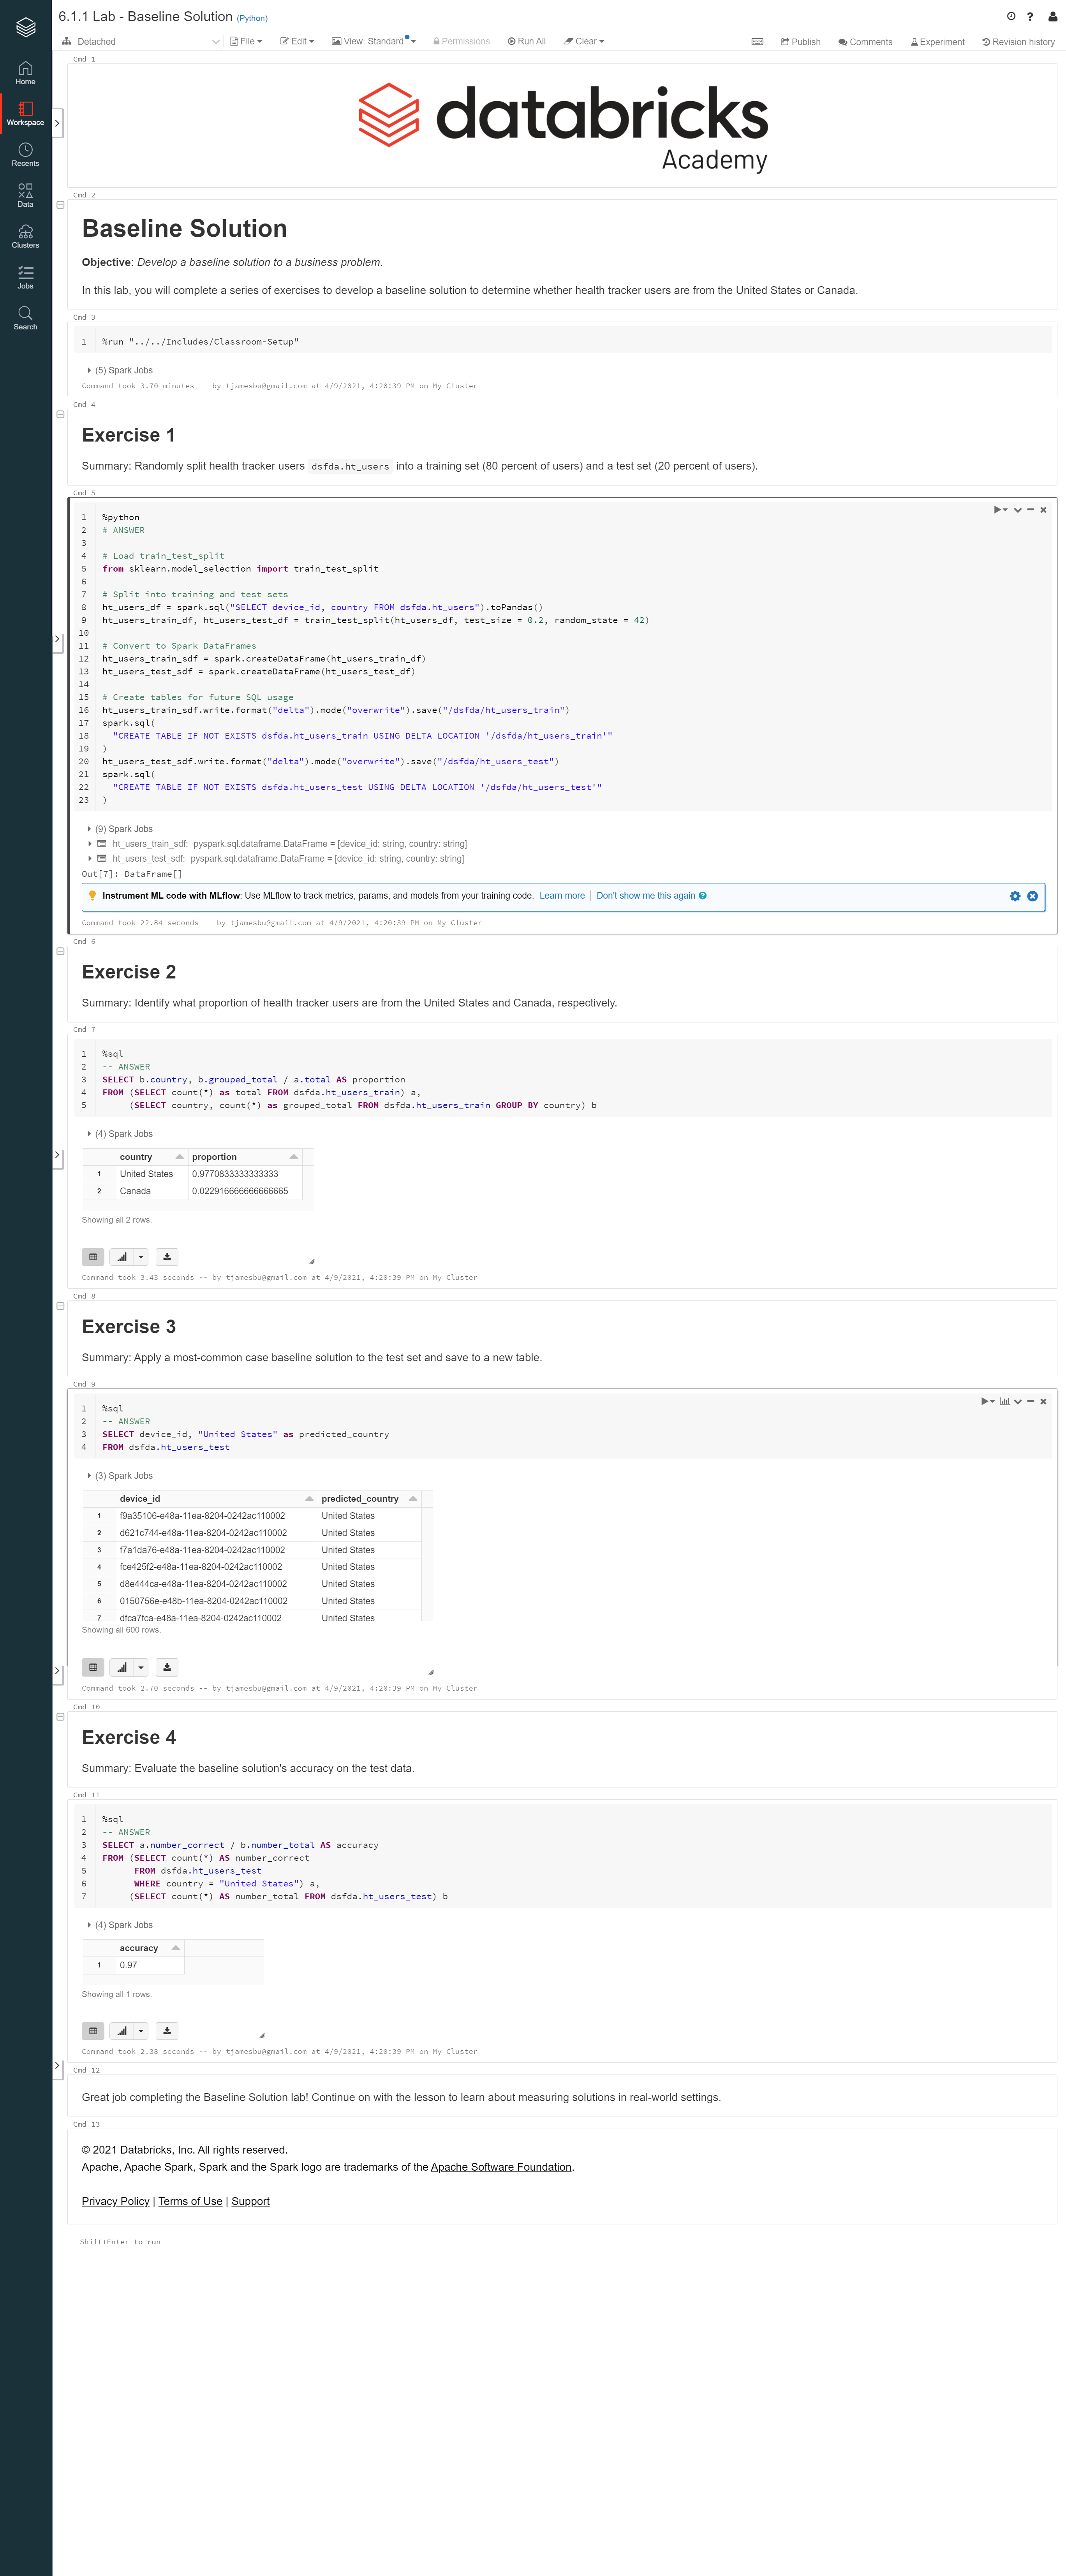 6.1.1 Lab - Baseline Solution (Python)
Detached
File
Edit
View: Standard
Permissions
Run All
Clear
Publish
Comments
Experiment
Revision history
Home
Workspace
Recents
Data
Clusters
Jobs
Search
Cmd 1
databricks
Academy
Cmd 2
Baseline Solution
Objective: Develop a baseline solution to a business problem.
In this lab, you will complete a series of exercises to develop a baseline solution to determine whether health tracker users are from the United States or Canada.
Cmd 3
1 %run "../../Includes/Classroom-Setup"
(5) Spark Jobs
Command took 3.70 minutes -- by tjamesbu@gmail.com at 4/9/2021, 4:20:39 PM on My Cluster
Cmd 4
Exercise 1
Summary: Randomly split health tracker users dsfda.ht_users into a training set (80 percent of users) and a test set (20 percent of users).
Cmd 5
1 %python
2 # ANSWER
3
4 # Load train_test_split
5 from sklearn.model_selection import train_test_split
6
7 # Split into training and test sets
8 ht_users_df = spark.sql("SELECT device_id, country FROM dsfda.ht_users").toPandas()
9 ht_users_train_df, ht_users_test_df = train_test_split(ht_users_df, test_size = 0.2, random_state = 42)
10
11 # Convert to Spark DataFrames
12 ht_users_train_sdf = spark.createDataFrame(ht_users_train_df)
13 ht_users_test_sdf = spark.createDataFrame(ht_users_test_df)
14
15 # Create tables for future SQL usage
16 ht_users_train_sdf.write.format("delta").mode("overwrite").save("/dsfda/ht_users_train")
17 spark.sql(
18   "CREATE TABLE IF NOT EXISTS dsfda.ht_users_train USING DELTA LOCATION '/dsfda/ht_users_train'"
19 )
20 ht_users_test_sdf.write.format("delta").mode("overwrite").save("/dsfda/ht_users_test")
21 spark.sql(
22   "CREATE TABLE IF NOT EXISTS dsfda.ht_users_test USING DELTA LOCATION '/dsfda/ht_users_test'"
23 )
(9) Spark Jobs
ht_users_train_sdf: pyspark.sql.dataframe.DataFrame = [device_id: string, country: string]
ht_users_test_sdf: pyspark.sql.dataframe.DataFrame = [device_id: string, country: string]
Out[7]: DataFrame[]
Instrument ML code with MLflow: Use MLflow to track metrics, params, and models from your training code. Learn more | Don't show me this again
Command took 22.84 seconds -- by tjamesbu@gmail.com at 4/9/2021, 4:20:39 PM on My Cluster
Cmd 6
Exercise 2
Summary: Identify what proportion of health tracker users are from the United States and Canada, respectively.
Cmd 7
1 %sql
2 -- ANSWER
3 SELECT b.country, b.grouped_total / a.total AS proportion
4 FROM (SELECT count(*) as total FROM dsfda.ht_users_train) a,
5      (SELECT country, count(*) as grouped_total FROM dsfda.ht_users_train GROUP BY country) b
(4) Spark Jobs
country proportion
1 United States 0.9770833333333333
2 Canada 0.022916666666666665
Showing all 2 rows.
Command took 3.43 seconds -- by tjamesbu@gmail.com at 4/9/2021, 4:20:39 PM on My Cluster
Cmd 8
Exercise 3
Summary: Apply a most-common case baseline solution to the test set and save to a new table.
Cmd 9
1 %sql
2 -- ANSWER
3 SELECT device_id, "United States" as predicted_country
4 FROM dsfda.ht_users_test
(3) Spark Jobs
device_id predicted_country
1 f9a35106-e48a-11ea-8204-0242ac110002 United States
2 d621c744-e48a-11ea-8204-0242ac110002 United States
3 f7a1da76-e48a-11ea-8204-0242ac110002 United States
4 fce425f2-e48a-11ea-8204-0242ac110002 United States
5 d8e444ca-e48a-11ea-8204-0242ac110002 United States
6 0150756e-e48b-11ea-8204-0242ac110002 United States
7 dfca7fca-e48a-11ea-8204-0242ac110002 United States
Showing all 600 rows.
Command took 2.70 seconds -- by tjamesbu@gmail.com at 4/9/2021, 4:20:39 PM on My Cluster
Cmd 10
Exercise 4
Summary: Evaluate the baseline solution's accuracy on the test data.
Cmd 11
1 %sql
2 -- ANSWER
3 SELECT a.number_correct / b.number_total AS accuracy
4 FROM (SELECT count(*) AS number_correct
5       FROM dsfda.ht_users_test
6       WHERE country = "United States") a,
7      (SELECT count(*) AS number_total FROM dsfda.ht_users_test) b
(4) Spark Jobs
accuracy
1 0.97
Showing all 1 rows.
Command took 2.38 seconds -- by tjamesbu@gmail.com at 4/9/2021, 4:20:39 PM on My Cluster
Cmd 12
Great job completing the Baseline Solution lab! Continue on with the lesson to learn about measuring solutions in real-world settings.
Cmd 13
© 2021 Databricks, Inc. All rights reserved.
Apache, Apache Spark, Spark and the Spark logo are trademarks of the Apache Software Foundation.
Privacy Policy | Terms of Use | Support
Shift+Enter to run